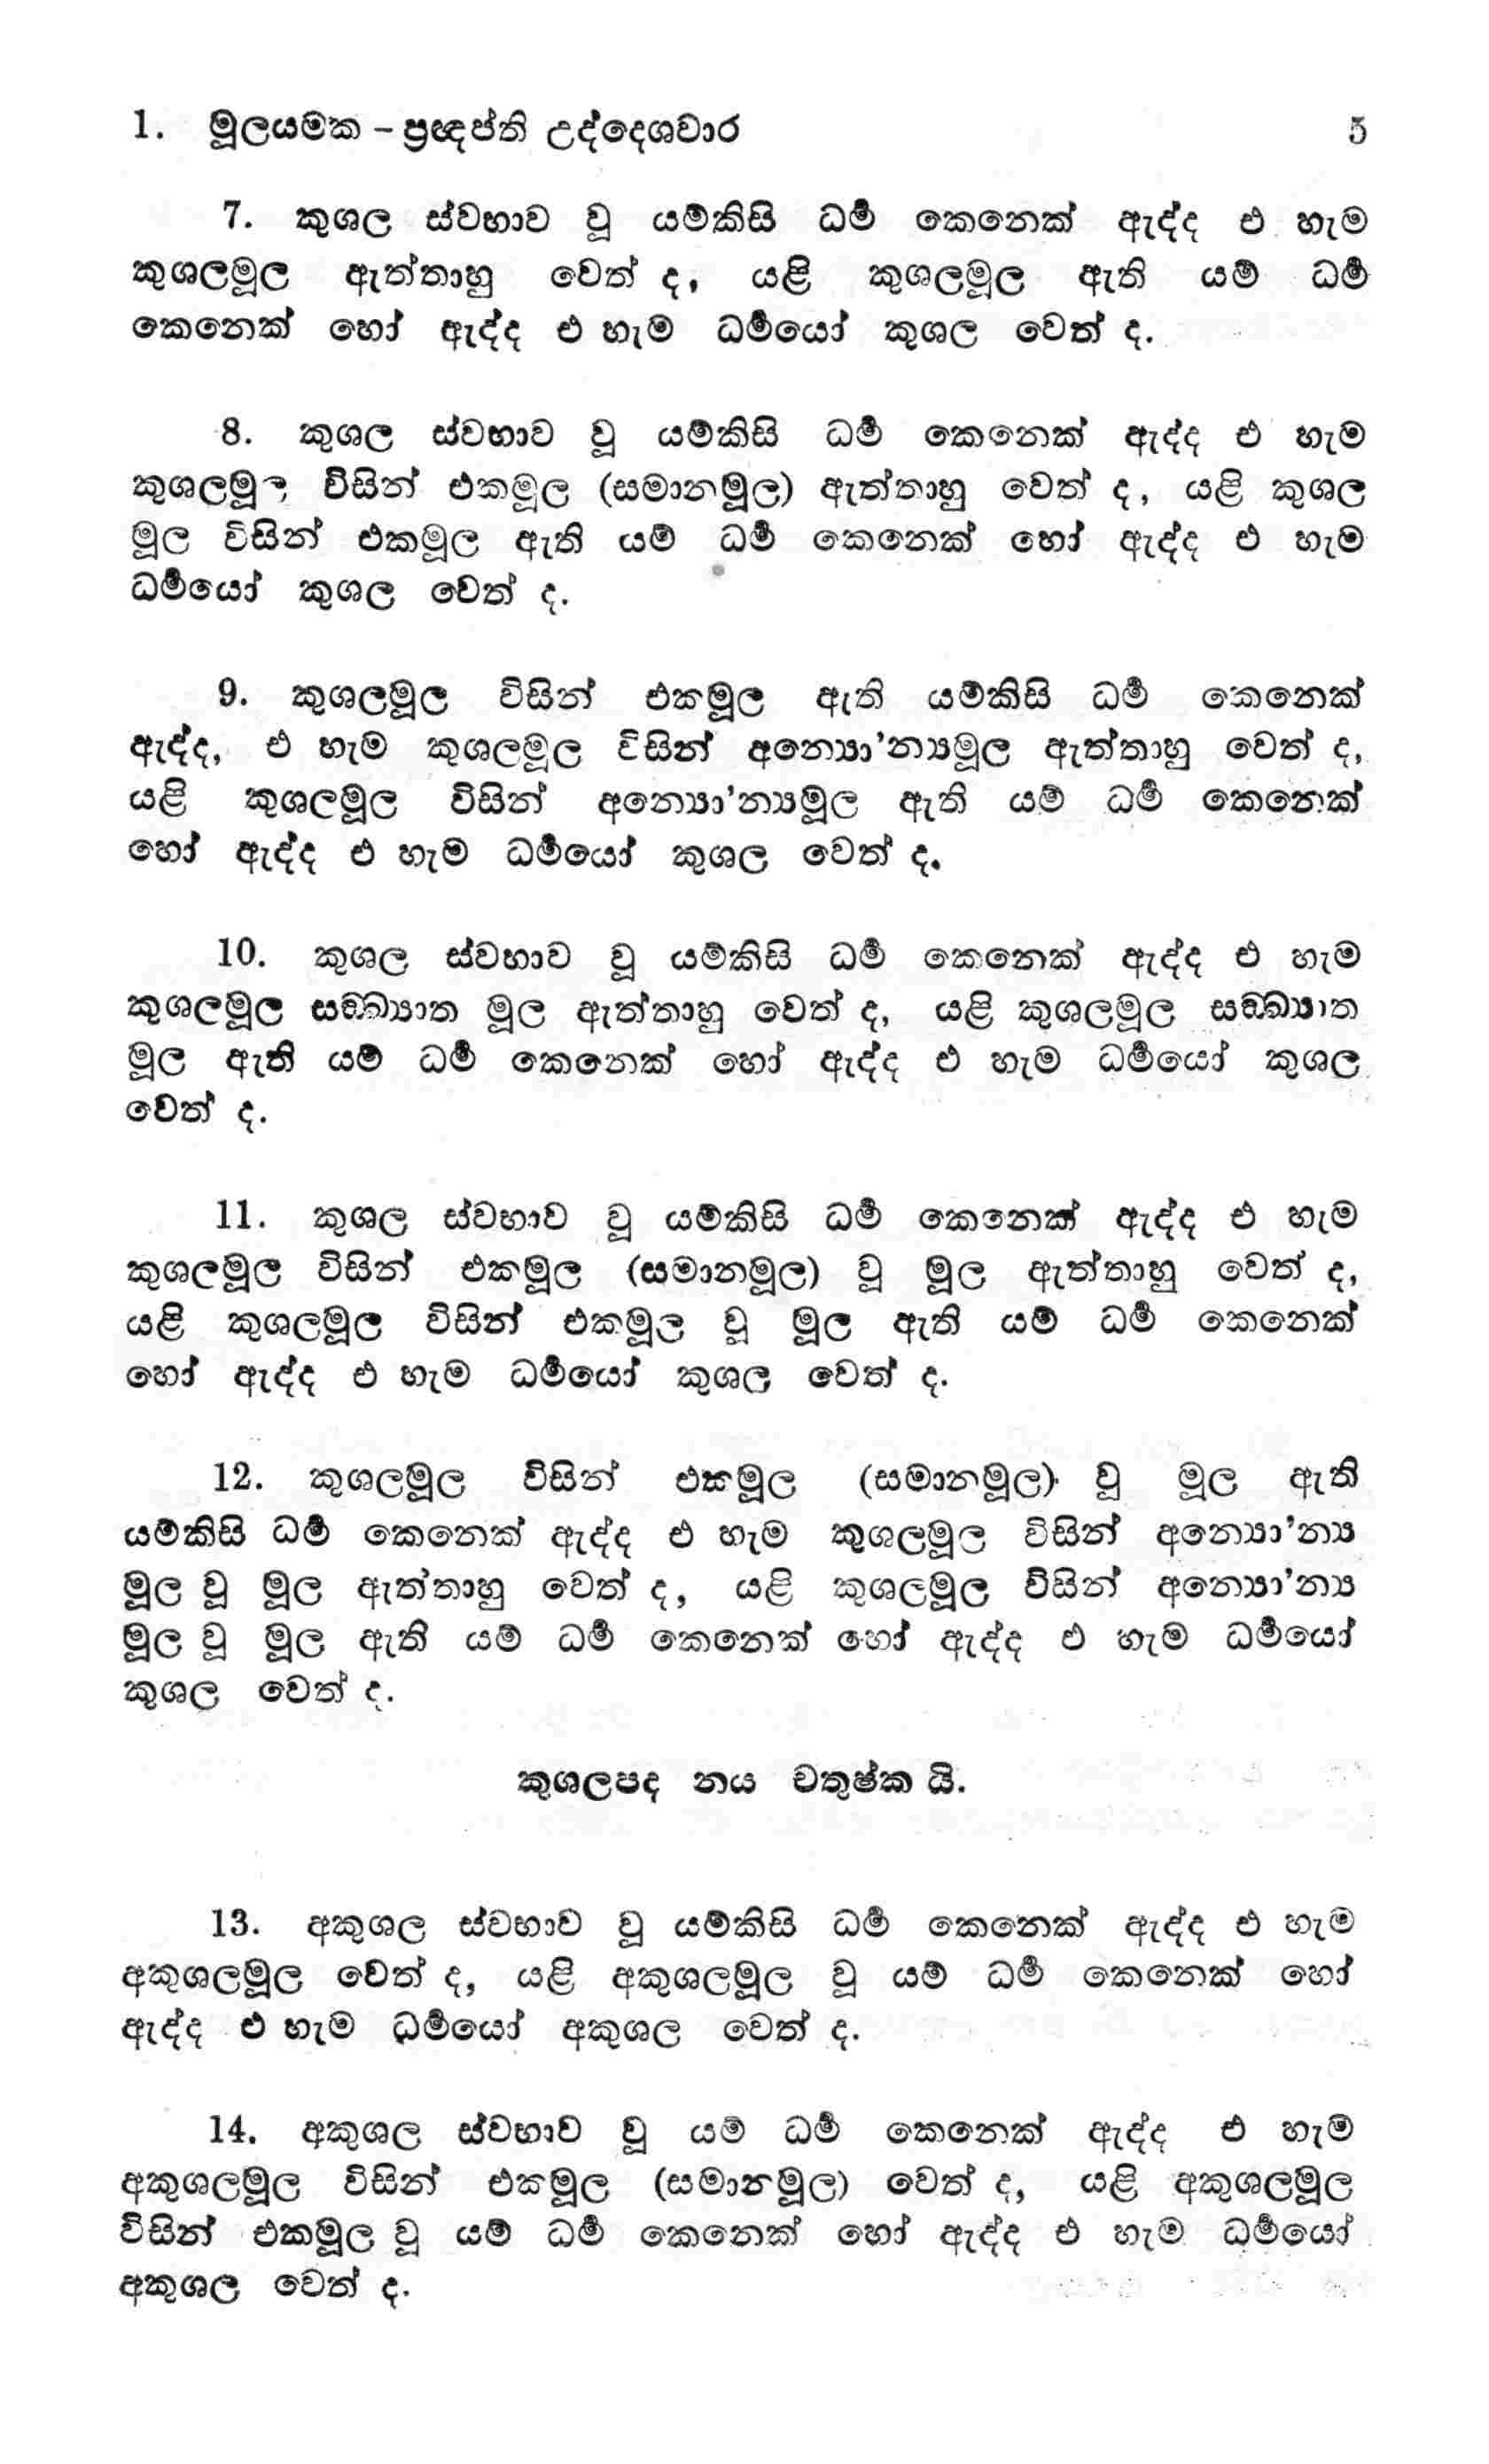 1. මූලයමක – ප්‍රඥප්ති උද්දෙශවාර 5
7. කුශල ස්වභාව වූ යම්කිසි ධර්‍ම කෙනෙක් ඇද්ද එ හැම
කුශලමූල ඇත්තාහු වෙත් ද, යළි කුශලමූල ඇති යම් ධර්‍ම
කෙනෙක් හෝ ඇද්ද එ හැම ධර්‍මයෝ කුශල වෙත් ද.
8. කුශල ස්වභාව වූ යම්කිසි ධර්‍ම කෙනෙක් ඇද්ද එ හැම
කුශලමූල විසින් එකමූල (සමානමූල) ඇත්තාහු වෙත් ද, යළි කුශල
මූල විසින් එකමූල ඇති යම් ධර්‍ම කෙනෙක් හෝ ඇද්ද එ හැම
ධර්‍මයෝ කුශල වෙත් ද.
9. කුශලමූල විසින් එකමූල ඇති යම්කිසි ධර්‍ම කෙනෙක්
ඇද්ද, එ හැම කුශලමූල විසින් අන්‍යො'න්‍යමූල ඇත්තාහු වෙත් ද,
යළි කුශලමූල විසින් අන්‍යො'න්‍යමූල ඇති යම් ධර්‍ම කෙනෙක්
හෝ ඇද්ද එ හැම ධර්‍මයෝ කුශල වෙත් ද.
10. කුශල ස්වභාව වූ යම්කිසි ධර්‍ම කෙනෙක් ඇද්ද එ හැම
කුශලමූල සඞ්ඛ්‍යාත මූල ඇත්තාහු වෙත් ද, යළි කුශලමූල සඞ්ඛ්‍යාත
මූල ඇති යම් ධර්‍ම කෙනෙක් හෝ ඇද්ද එ හැම ධර්‍මයෝ කුශල
වෙත් ද.
11. කුශල ස්වභාව වූ යම්කිසි ධර්‍ම කෙනෙක් ඇද්ද එ හැම
කුශලමූල විසින් එකමූල (සමානමූල) වූ මූල ඇත්තාහු වෙත් ද,
යළි කුශලමූල විසින් එකමූල වූ මූල ඇති යම් ධර්‍ම කෙනෙක්
හෝ ඇද්ද එ හැම ධර්‍මයෝ කුශල වෙත් ද.
12. කුශලමූල විසින් එකමූල (සමානමූල) වූ මූල ඇති
යම්කිසි ධර්‍ම කෙනෙක් ඇද්ද එ හැම කුශලමූල විසින් අන්‍යො'න්‍ය
මූල වූ මූල ඇත්තාහු වෙත් ද, යළි කුශලමූල විසින් අන්‍යො'න්‍ය
මූල වූ මූල ඇති යම් ධර්‍ම කෙනෙක් හෝ ඇද්ද එ හැම ධර්‍මයෝ
කුශල වෙත් ද.
කුශලපද නය චතුෂ්ක යි.
13. අකුශල ස්වභාව වූ යම්කිසි ධර්‍ම කෙනෙක් ඇද්ද එ හැම
අකුශලමූල වෙත් ද, යළි අකුශලමූල වූ යම් ධර්‍ම කෙනෙක් හෝ
ඇද්ද එ හැම ධර්‍මයෝ අකුශල වෙත් ද.
14. අකුශල ස්වභාව වූ යම් ධර්‍ම කෙනෙක් ඇද්ද එ හැම
අකුශලමූල විසින් එකමූල (සමානමූල) වෙත් ද, යළි අකුශලමූල
විසින් එකමූල වූ යම් ධර්‍ම කෙනෙක් හෝ ඇද්ද එ හැම ධර්‍මයෝ
අකුශල වෙත් ද.